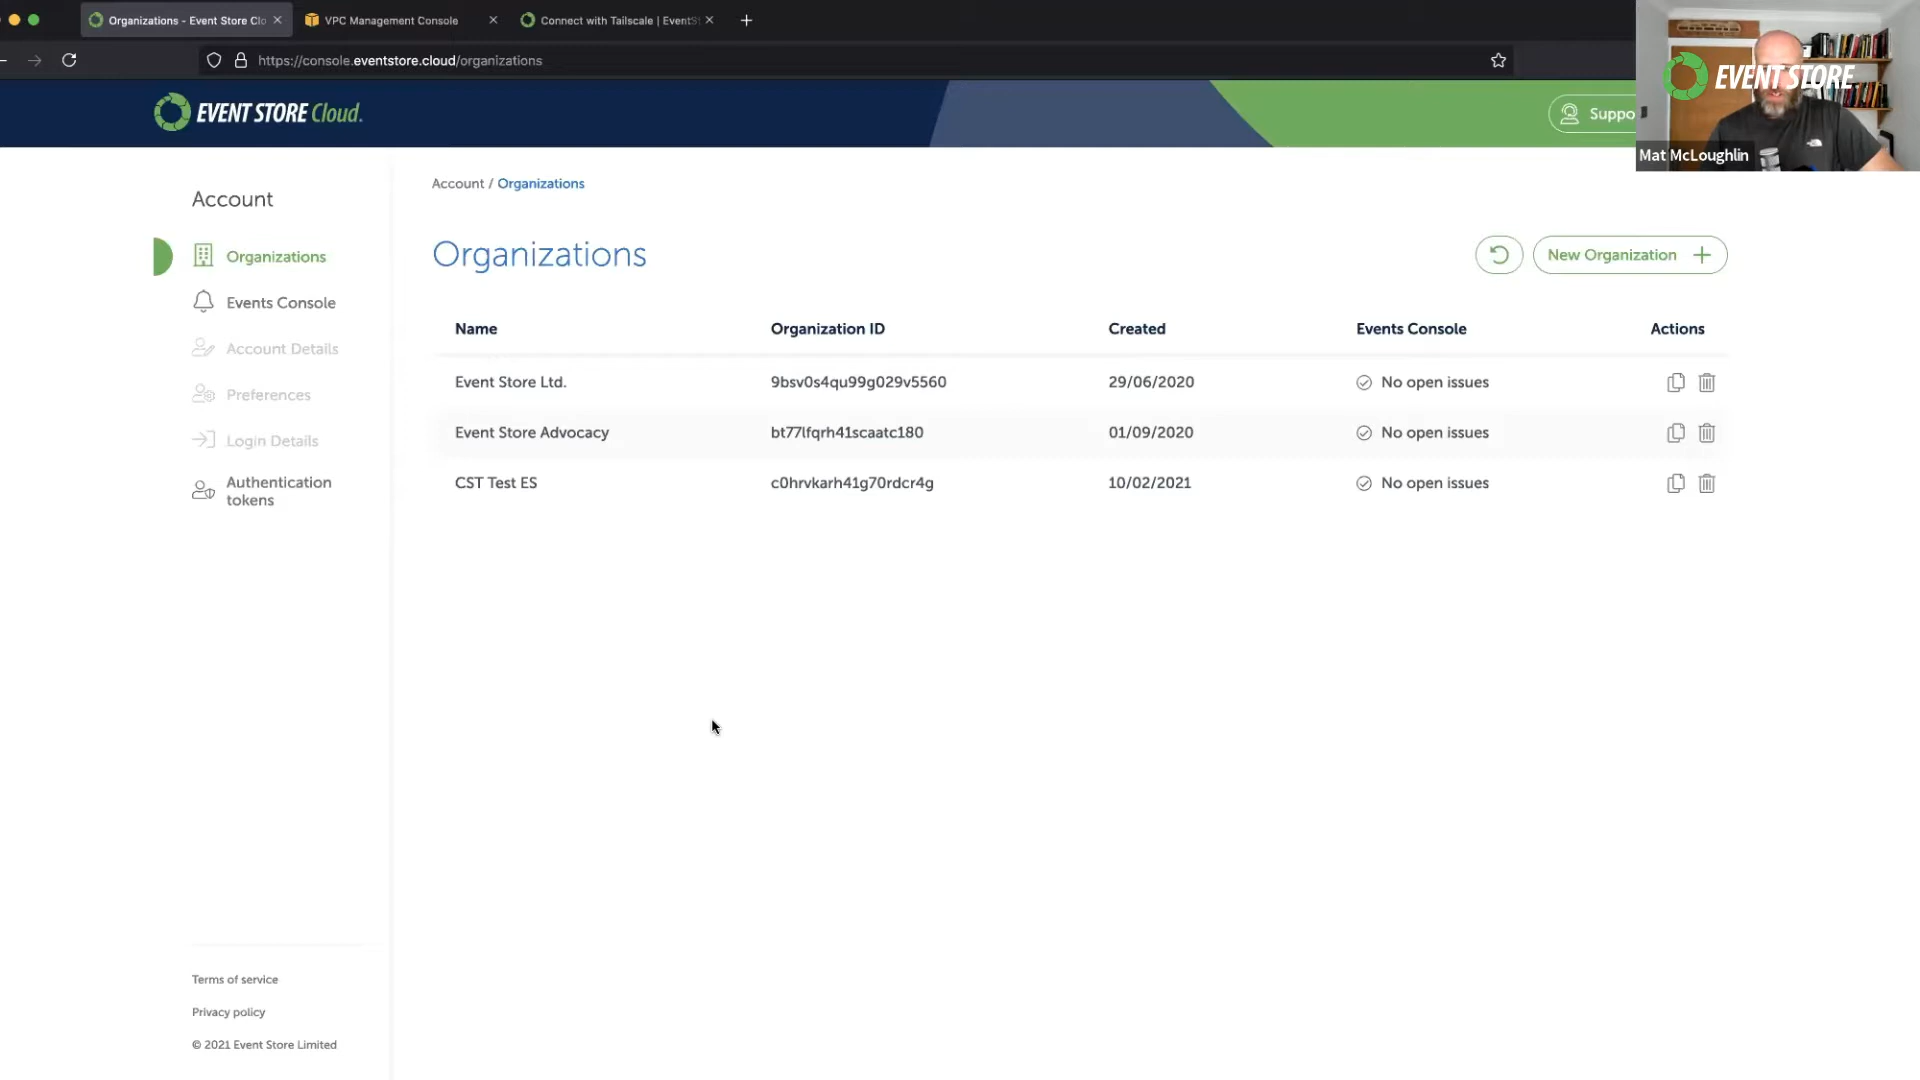 Organizations - Event Store Clo
VPC Management Console
Connect with Tailscale | EventS
https://console.eventstore.cloud/organizations
EVENT STORE Cloud.
Suppo
EVENT STORE
Mat McLoughlin
Account
Organizations
Events Console
Account Details
Preferences
Login Details
Authentication
tokens
Account / Organizations
Organizations
New Organization
Name Organization ID Created Events Console Actions
Event Store Ltd. 9bsv0s4qu99g029v5560 29/06/2020 No open issues
Event Store Advocacy bt77lfqrh41scaatc180 01/09/2020 No open issues
CST Test ES c0hrvkarh41g70rdcr4g 10/02/2021 No open issues
Terms of service
Privacy policy
© 2021 Event Store Limited